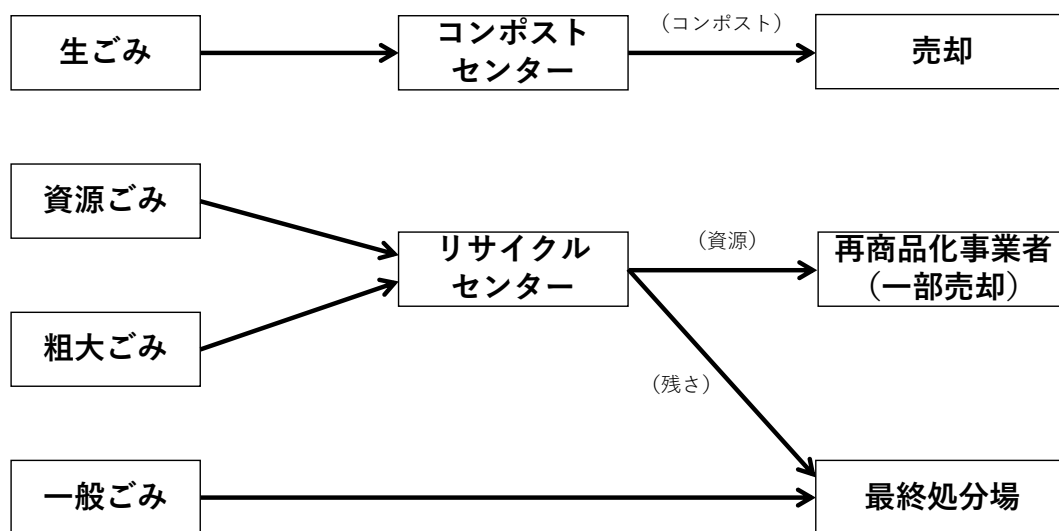 生ごみ
コンポスト
センター
（コンポスト）
売却
資源ごみ
粗大ごみ
リサイクル
センター
（資源）
再商品化事業者
（一部売却）
（残さ）
一般ごみ
最終処分場